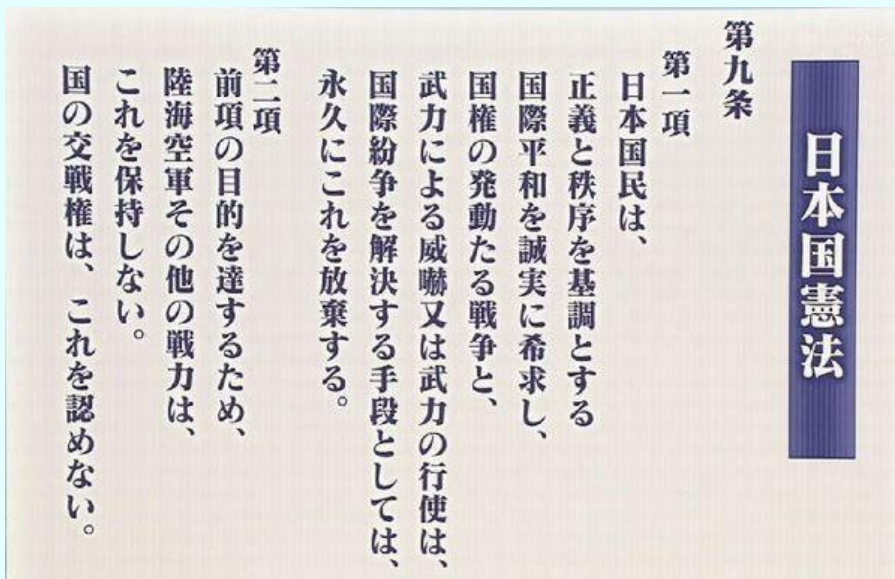 日本国憲法
第九条
第一項
日本国民は、
正義と秩序を基調とする
国際平和を誠実に希求し、
国権の発動たる戦争と、
武力による威嚇又は武力の行使は、
国際紛争を解決する手段としては、
永久にこれを放棄する。
第二項
前項の目的を達するため、
陸海空軍その他の戦力は、
これを保持しない。
国の交戦権は、これを認めない。